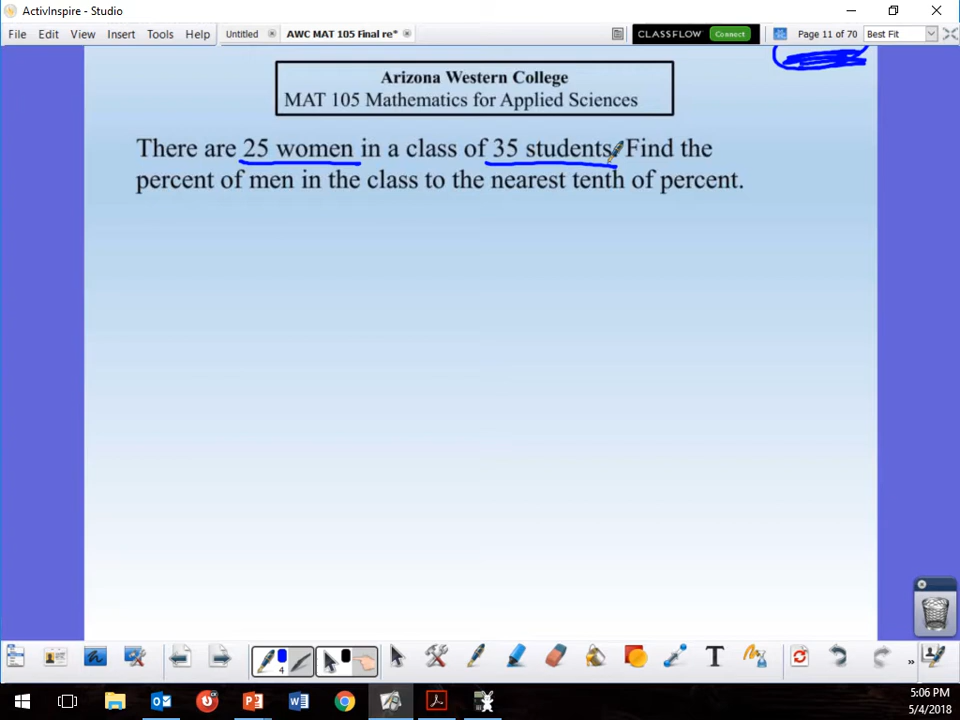 ActivInspire - Studio
File Edit View Insert Tools Help Untitled AWC MAT 105 Final re* CLASSFLOW Connect Page 11 of 70 Best Fit
Arizona Western College
MAT 105 Mathematics for Applied Sciences
There are 25 women in a class of 35 students. Find the
percent of men in the class to the nearest tenth of percent.
4
5:06 PM
5/4/2018